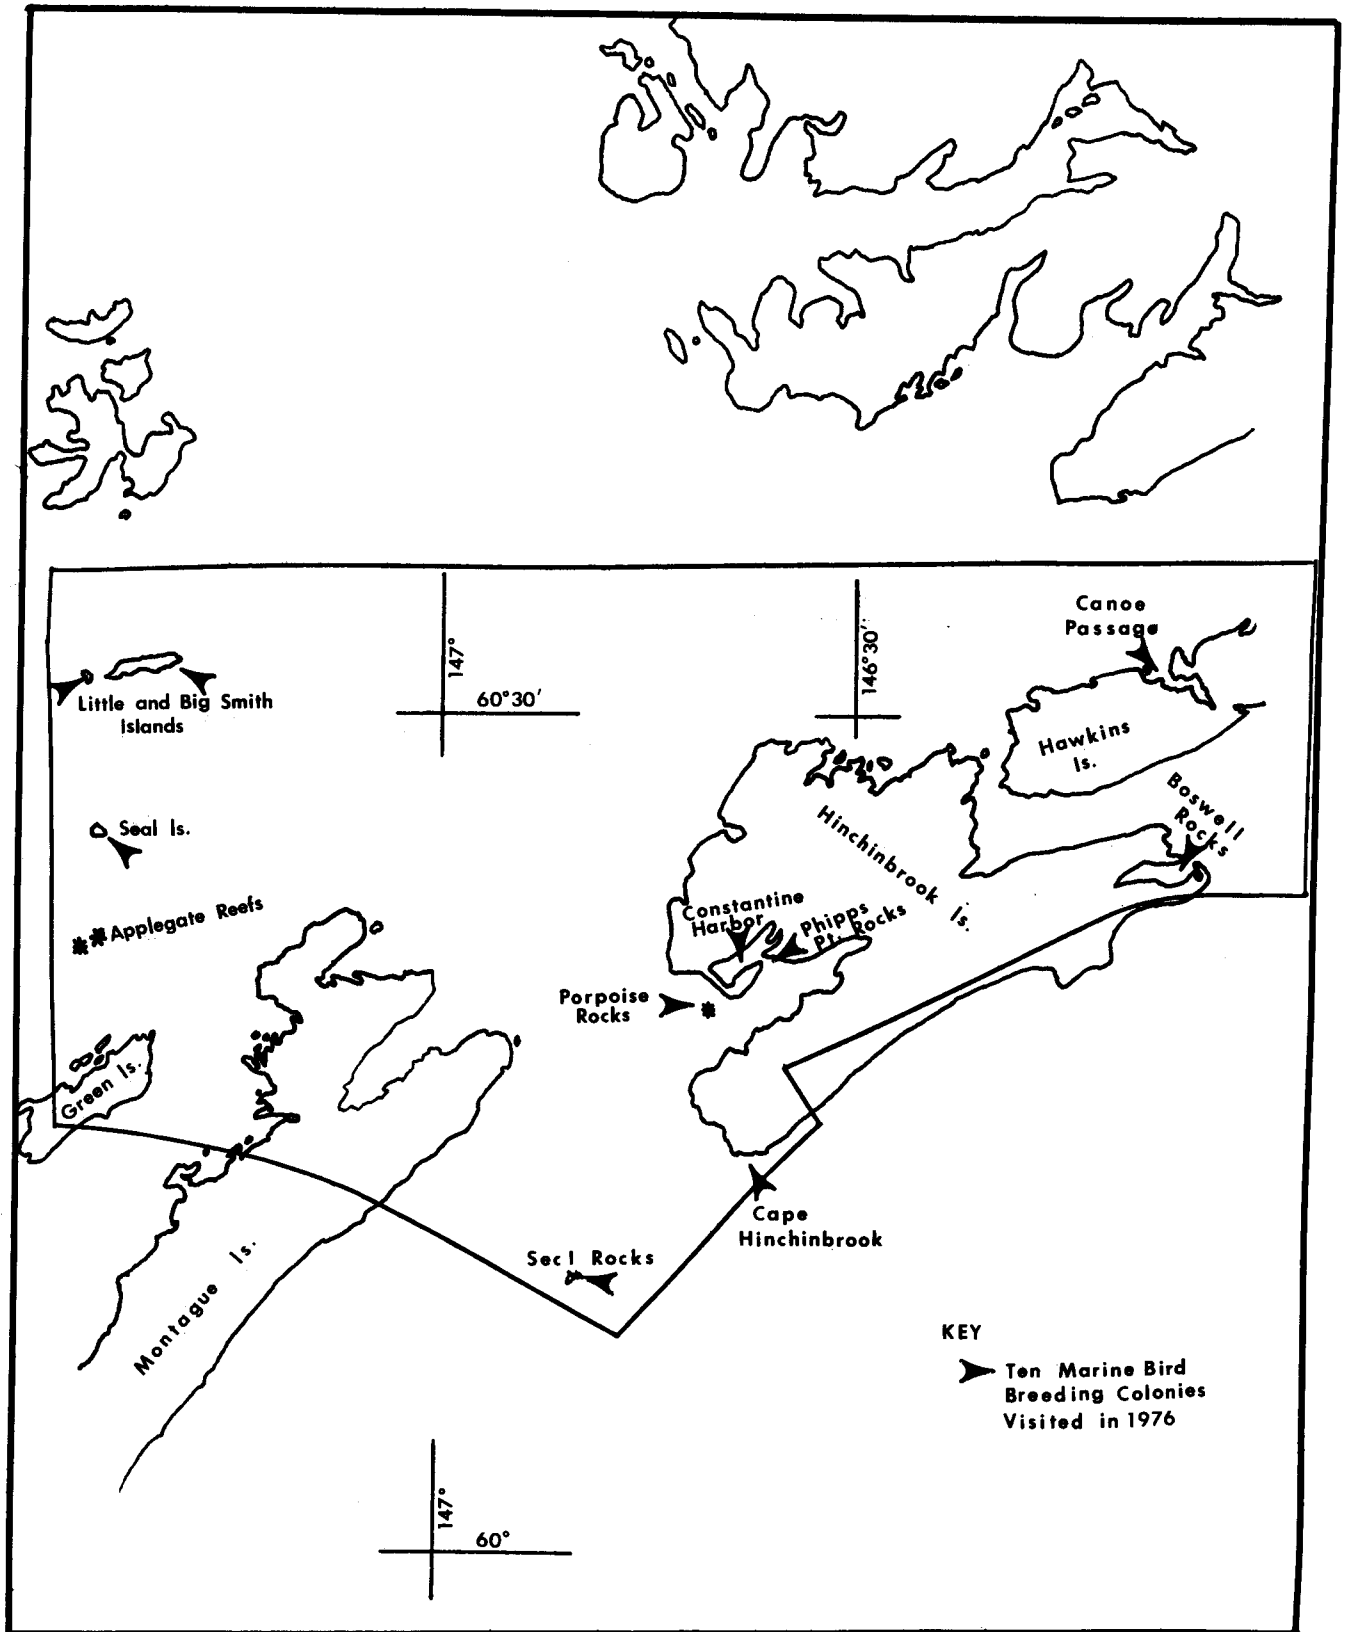 Canoe
Passage
147°
60°30′
146°30′
Little and Big Smith
Islands
Hawkins
Is.
Boswell
Rocks
Seal Is.
Hinchinbrook Is.
Applegate Reefs
Constantine
Harbor
Phipps
Pt. Rocks
Porpoise
Rocks
Green Is.
Cape
Hinchinbrook
Secl Rocks
Montague Is.
KEY
Ten Marine Bird
Breeding Colonies
Visited in 1976
147°
60°